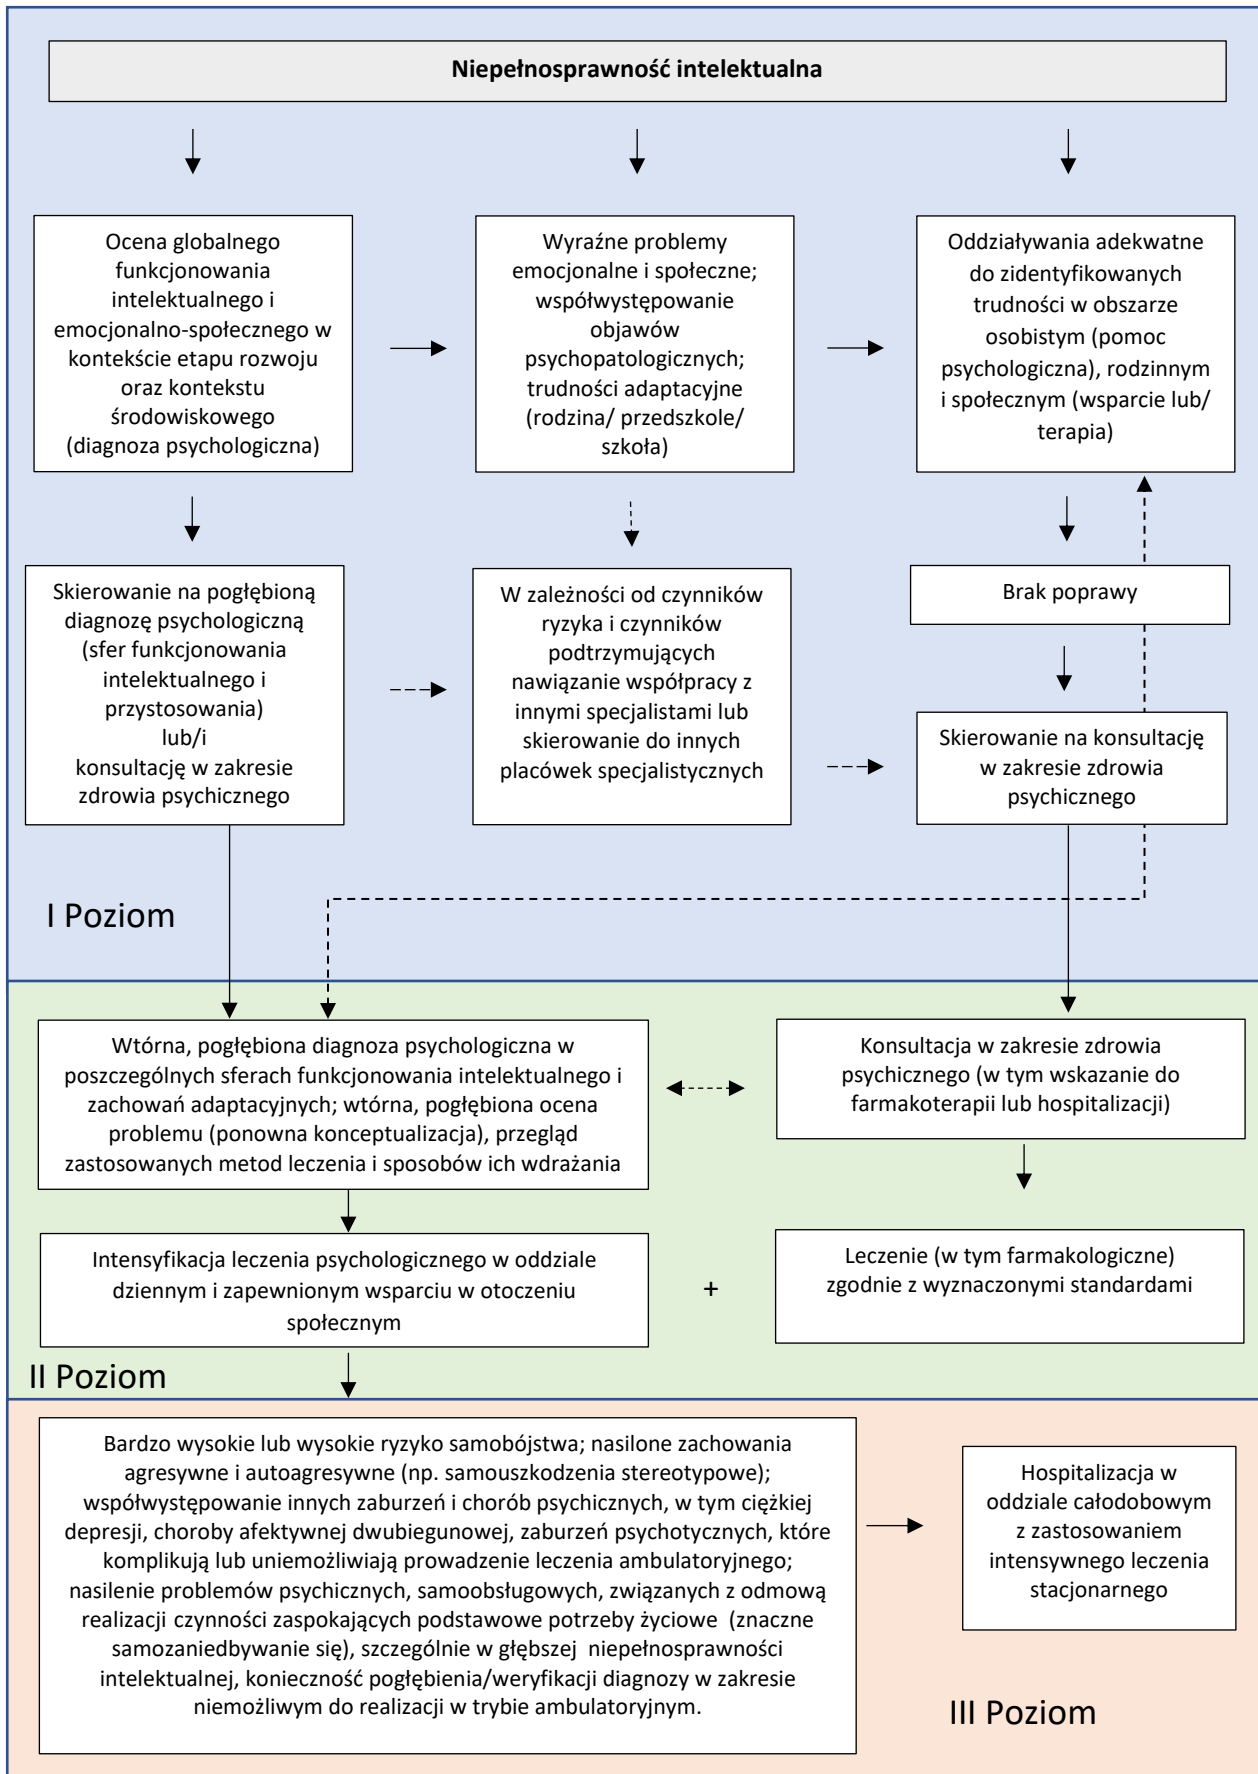 Niepełnosprawność intelektualna
Ocena globalnego
funkcjonowania
intelektualnego i
emocjonalno-społecznego w
kontekście etapu rozwoju
oraz kontekstu
środowiskowego
(diagnoza psychologiczna)
Wyraźne problemy
emocjonalne i społeczne;
współwystępowanie
objawów
psychopatologicznych;
trudności adaptacyjne
(rodzina/ przedszkole/
szkoła)
Oddziaływania adekwatne
do zidentyfikowanych
trudności w obszarze
osobistym (pomoc
psychologiczna), rodzinnym
i społecznym (wsparcie lub/
terapia)
Skierowanie na pogłębioną
diagnozę psychologiczną
(sfer funkcjonowania
intelektualnego i
przystosowania)
lub/i
konsultację w zakresie
zdrowia psychicznego
W zależności od czynników
ryzyka i czynników
podtrzymujących
nawiązanie współpracy z
innymi specjalistami lub
skierowanie do innych
placówek specjalistycznych
Brak poprawy
Skierowanie na konsultację
w zakresie zdrowia
psychicznego
I Poziom
Wtórna, pogłębiona diagnoza psychologiczna w
poszczególnych sferach funkcjonowania intelektualnego i
zachowań adaptacyjnych; wtórna, pogłębiona ocena
problemu (ponowna konceptualizacja), przegląd
zastosowanych metod leczenia i sposobów ich wdrażania
Konsultacja w zakresie zdrowia
psychicznego (w tym wskazanie do
farmakoterapii lub hospitalizacji)
Intensyfikacja leczenia psychologicznego w oddziale
dziennym i zapewnionym wsparciu w otoczeniu
społecznym
+
Leczenie (w tym farmakologiczne)
zgodnie z wyznaczonymi standardami
II Poziom
Bardzo wysokie lub wysokie ryzyko samobójstwa; nasilone zachowania
agresywne i autoagresywne (np. samouszkodzenia stereotypowe);
współwystępowanie innych zaburzeń i chorób psychicznych, w tym ciężkiej
depresji, choroby afektywnej dwubiegunowej, zaburzeń psychotycznych, które
komplikują lub uniemożliwiają prowadzenie leczenia ambulatoryjnego;
nasilenie problemów psychicznych, samoobsługowych, związanych z odmową
realizacji czynności zaspokających podstawowe potrzeby życiowe (znaczne
samozaniedbywanie się), szczególnie w głębszej niepełnosprawności
intelektualnej, konieczność pogłębienia/weryfikacji diagnozy w zakresie
niemożliwym do realizacji w trybie ambulatoryjnym.
Hospitalizacja w
oddziale całodobowym
z zastosowaniem
intensywnego leczenia
stacjonarnego
III Poziom